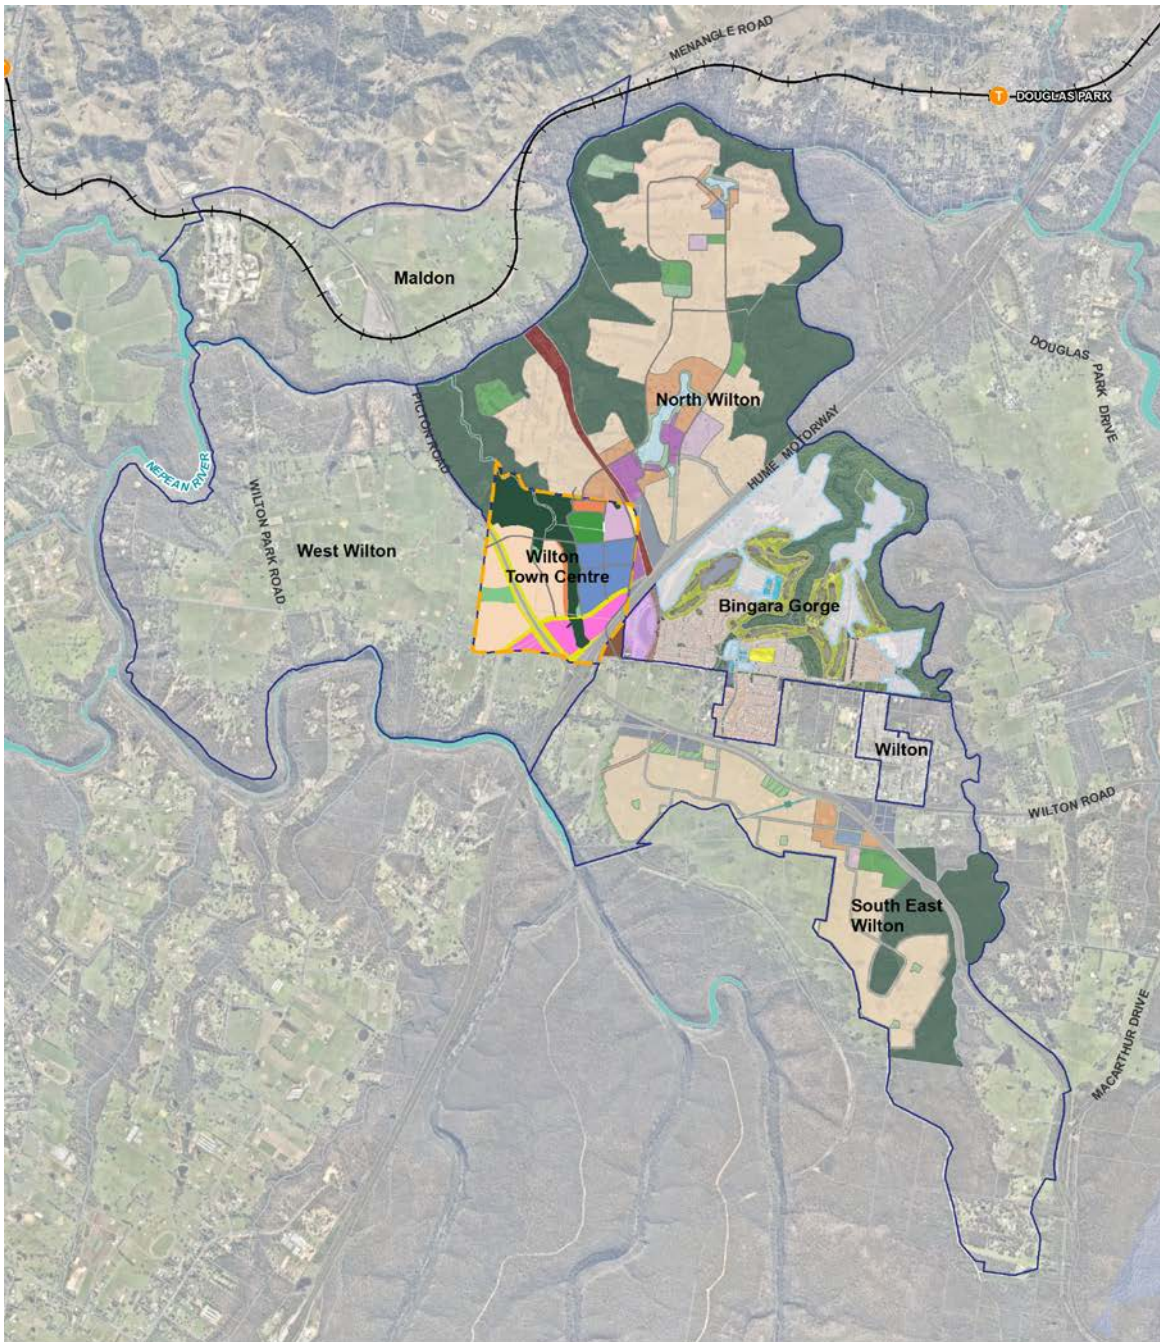 MENANGLE ROAD
T
DOUGLAS PARK
Maldon
DOUGLAS
PARK DRIVE
PICTON ROAD
North Wilton
HUME MOTORWAY
NEPEAN RIVER
WILTON PARK ROAD
West Wilton
Wilton
Town Centre
Bingara Gorge
Wilton
WILTON ROAD
South East
Wilton
MACARTHUR DRIVE